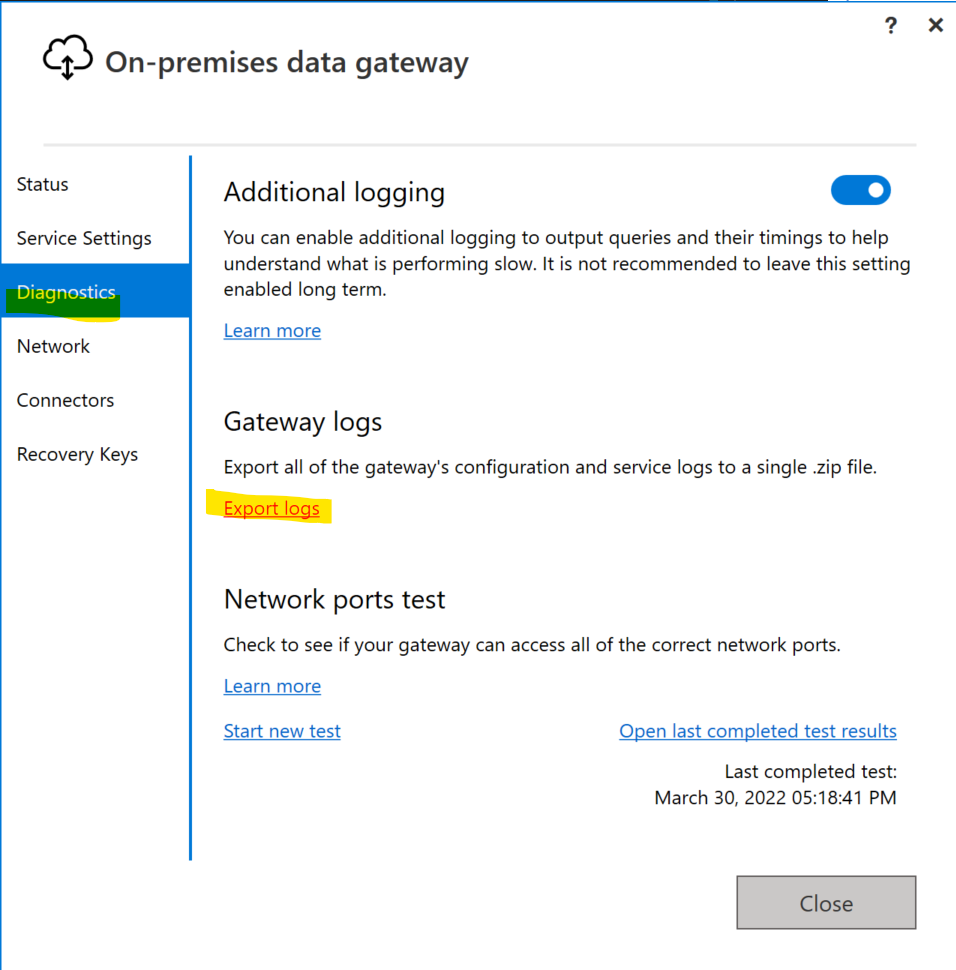 ? ×
On-premises data gateway
Status
Service Settings
Diagnostics
Network
Connectors
Recovery Keys
Additional logging
You can enable additional logging to output queries and their timings to help
understand what is performing slow. It is not recommended to leave this setting
enabled long term.
Learn more
Gateway logs
Export all of the gateway's configuration and service logs to a single .zip file.
Export logs
Network ports test
Check to see if your gateway can access all of the correct network ports.
Learn more
Start new test
Open last completed test results
Last completed test:
March 30, 2022 05:18:41 PM
Close